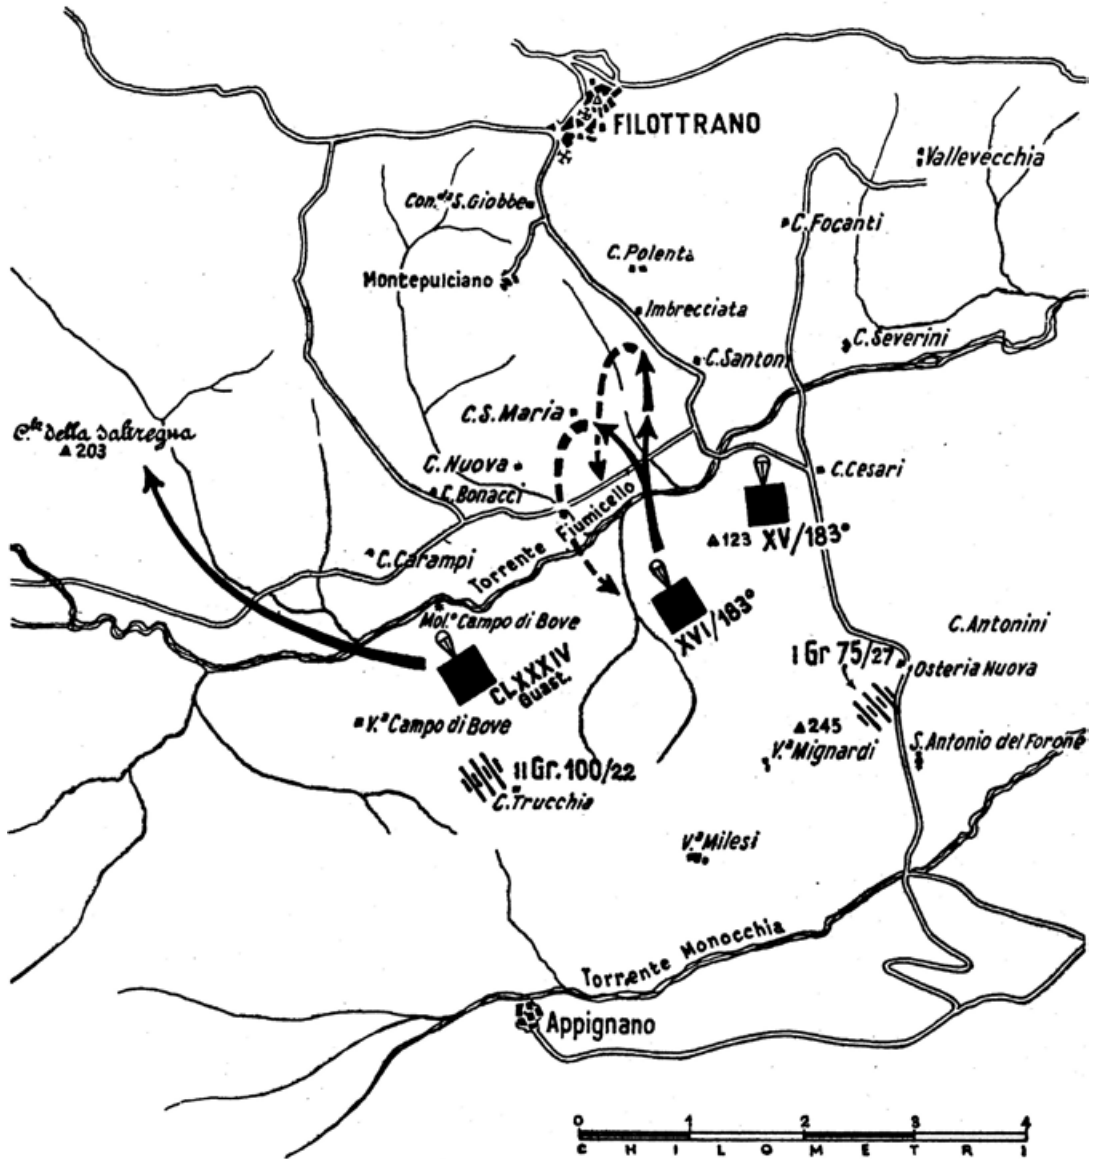 FILOTTRANO
Vallevecchia
Con.da S. Giobbe
C. Focanti
C. Polenta
Montepulciano
Imbrecciata
C. Severini
C. Santoni
C. S. Maria
C.la della Salvregna
▲203
C. Nuova
C. Cesari
C. Bonacci
Torrente Fiumicello
▲123 XV/183°
C. Carampi
Mol.° Campo di Bove
XVI/183°
C. Antonini
I Gr 75/27
Osteria Nuova
CLXXXIV
Guast.
V.a Campo di Bove
▲245
V.a Mignardi
S. Antonio del Forone
II Gr. 100/22
C. Trucchia
V.a Milesi
Torrente Monocchia
Appignano
0 1 2 3 4
CHILOMETRI